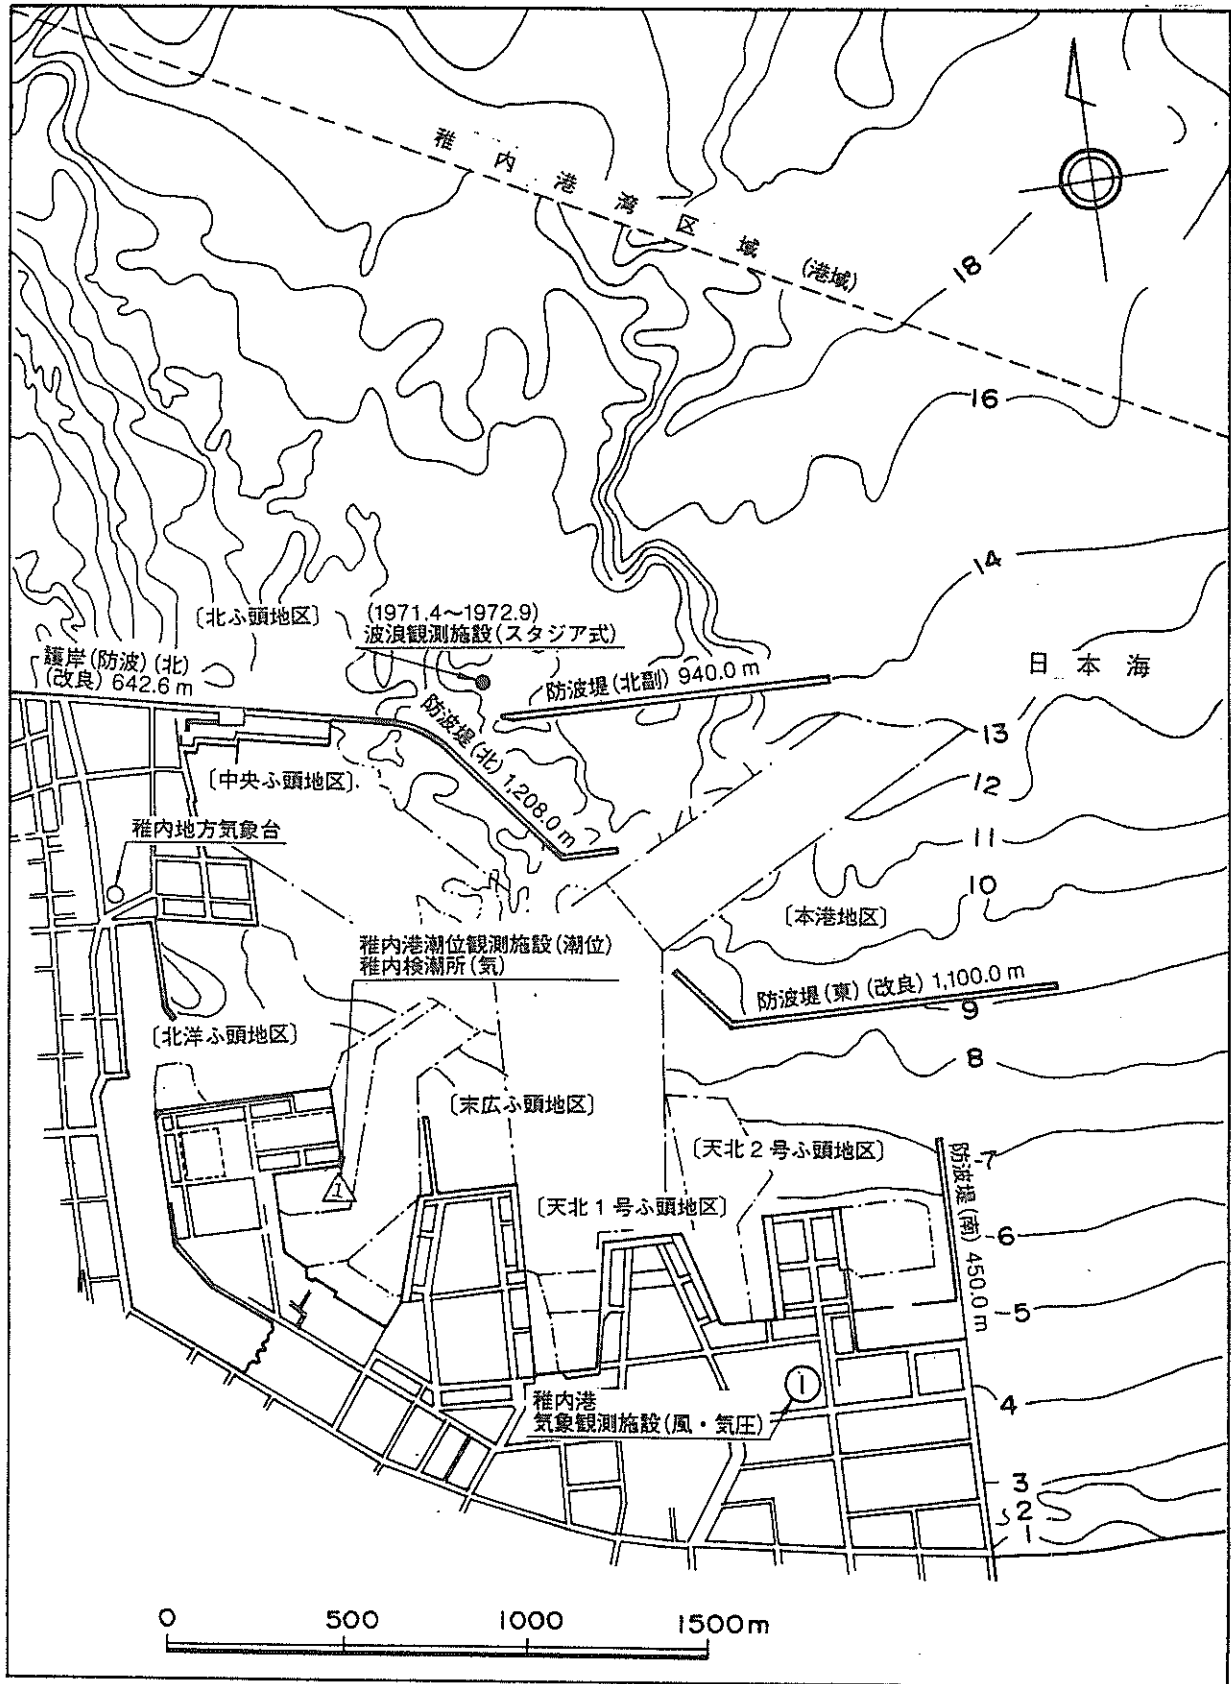 稚内港湾区域(港域)
18
16
14
〔北ふ頭地区〕
(1971.4～1972.9)
波浪観測施設(スタジア式)
護岸(防波)(北)
(改良) 642.6 m
防波堤(北副) 940.0 m
日本海
防波堤(北) 1,208.0 m
13
〔中央ふ頭地区〕
12
稚内地方気象台
11
10
〔本港地区〕
稚内港潮位観測施設(潮位)
稚内検潮所(気)
防波堤(東)(改良) 1,100.0 m
9
〔北洋ふ頭地区〕
8
〔末広ふ頭地区〕
〔天北2号ふ頭地区〕
7
防波堤(南) 450.0 m
1
〔天北1号ふ頭地区〕
6
5
1
稚内港
気象観測施設(風・気圧)
4
3
2
1
0 500 1000 1500m